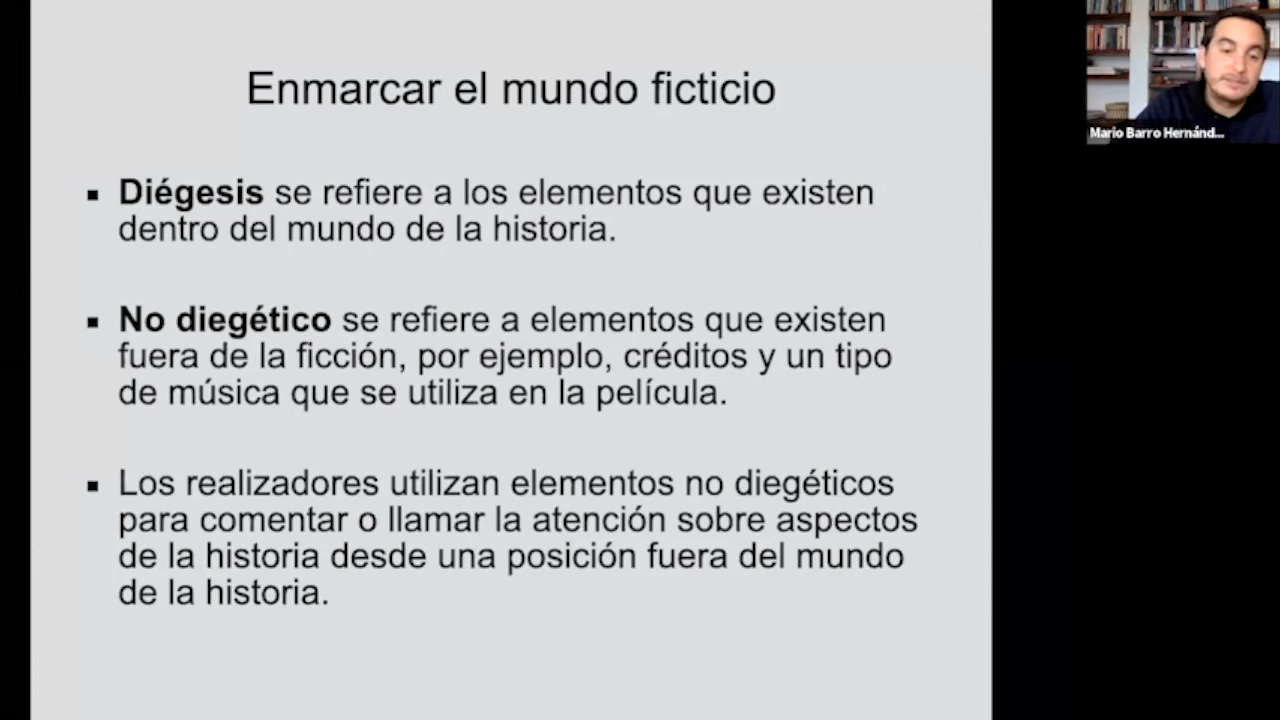 Enmarcar el mundo ficticio
Mario Barro Hernánd...
▪ Diégesis se refiere a los elementos que existen
dentro del mundo de la historia.
▪ No diegético se refiere a elementos que existen
fuera de la ficción, por ejemplo, créditos y un tipo
de música que se utiliza en la película.
▪ Los realizadores utilizan elementos no diegéticos
para comentar o llamar la atención sobre aspectos
de la historia desde una posición fuera del mundo
de la historia.